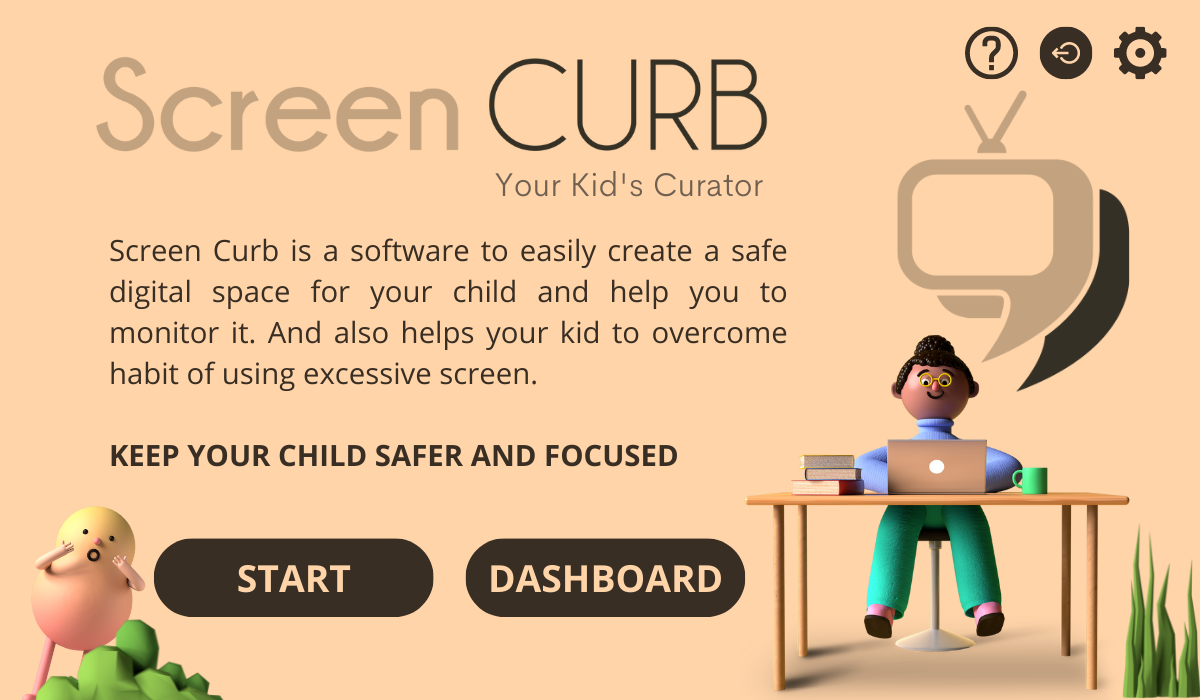 Screen CURB
Your Kid's Curator
Screen Curb is a software to easily create a safe
digital space for your child and help you to
monitor it. And also helps your kid to overcome
habit of using excessive screen.
KEEP YOUR CHILD SAFER AND FOCUSED
START
DASHBOARD